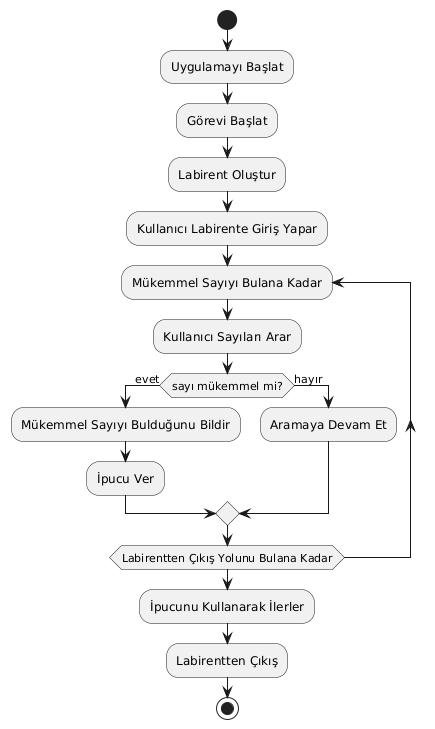 Uygulamayı Başlat
Görevi Başlat
Labirent Oluştur
Kullanıcı Labirente Giriş Yapar
Mükemmel Sayıyı Bulana Kadar
Kullanıcı Sayıları Arar
evet
sayı mükemmel mi?
hayır
Mükemmel Sayıyı Bulduğunu Bildir
Aramaya Devam Et
İpucu Ver
Labirentten Çıkış Yolunu Bulana Kadar
İpucunu Kullanarak İlerler
Labirentten Çıkış